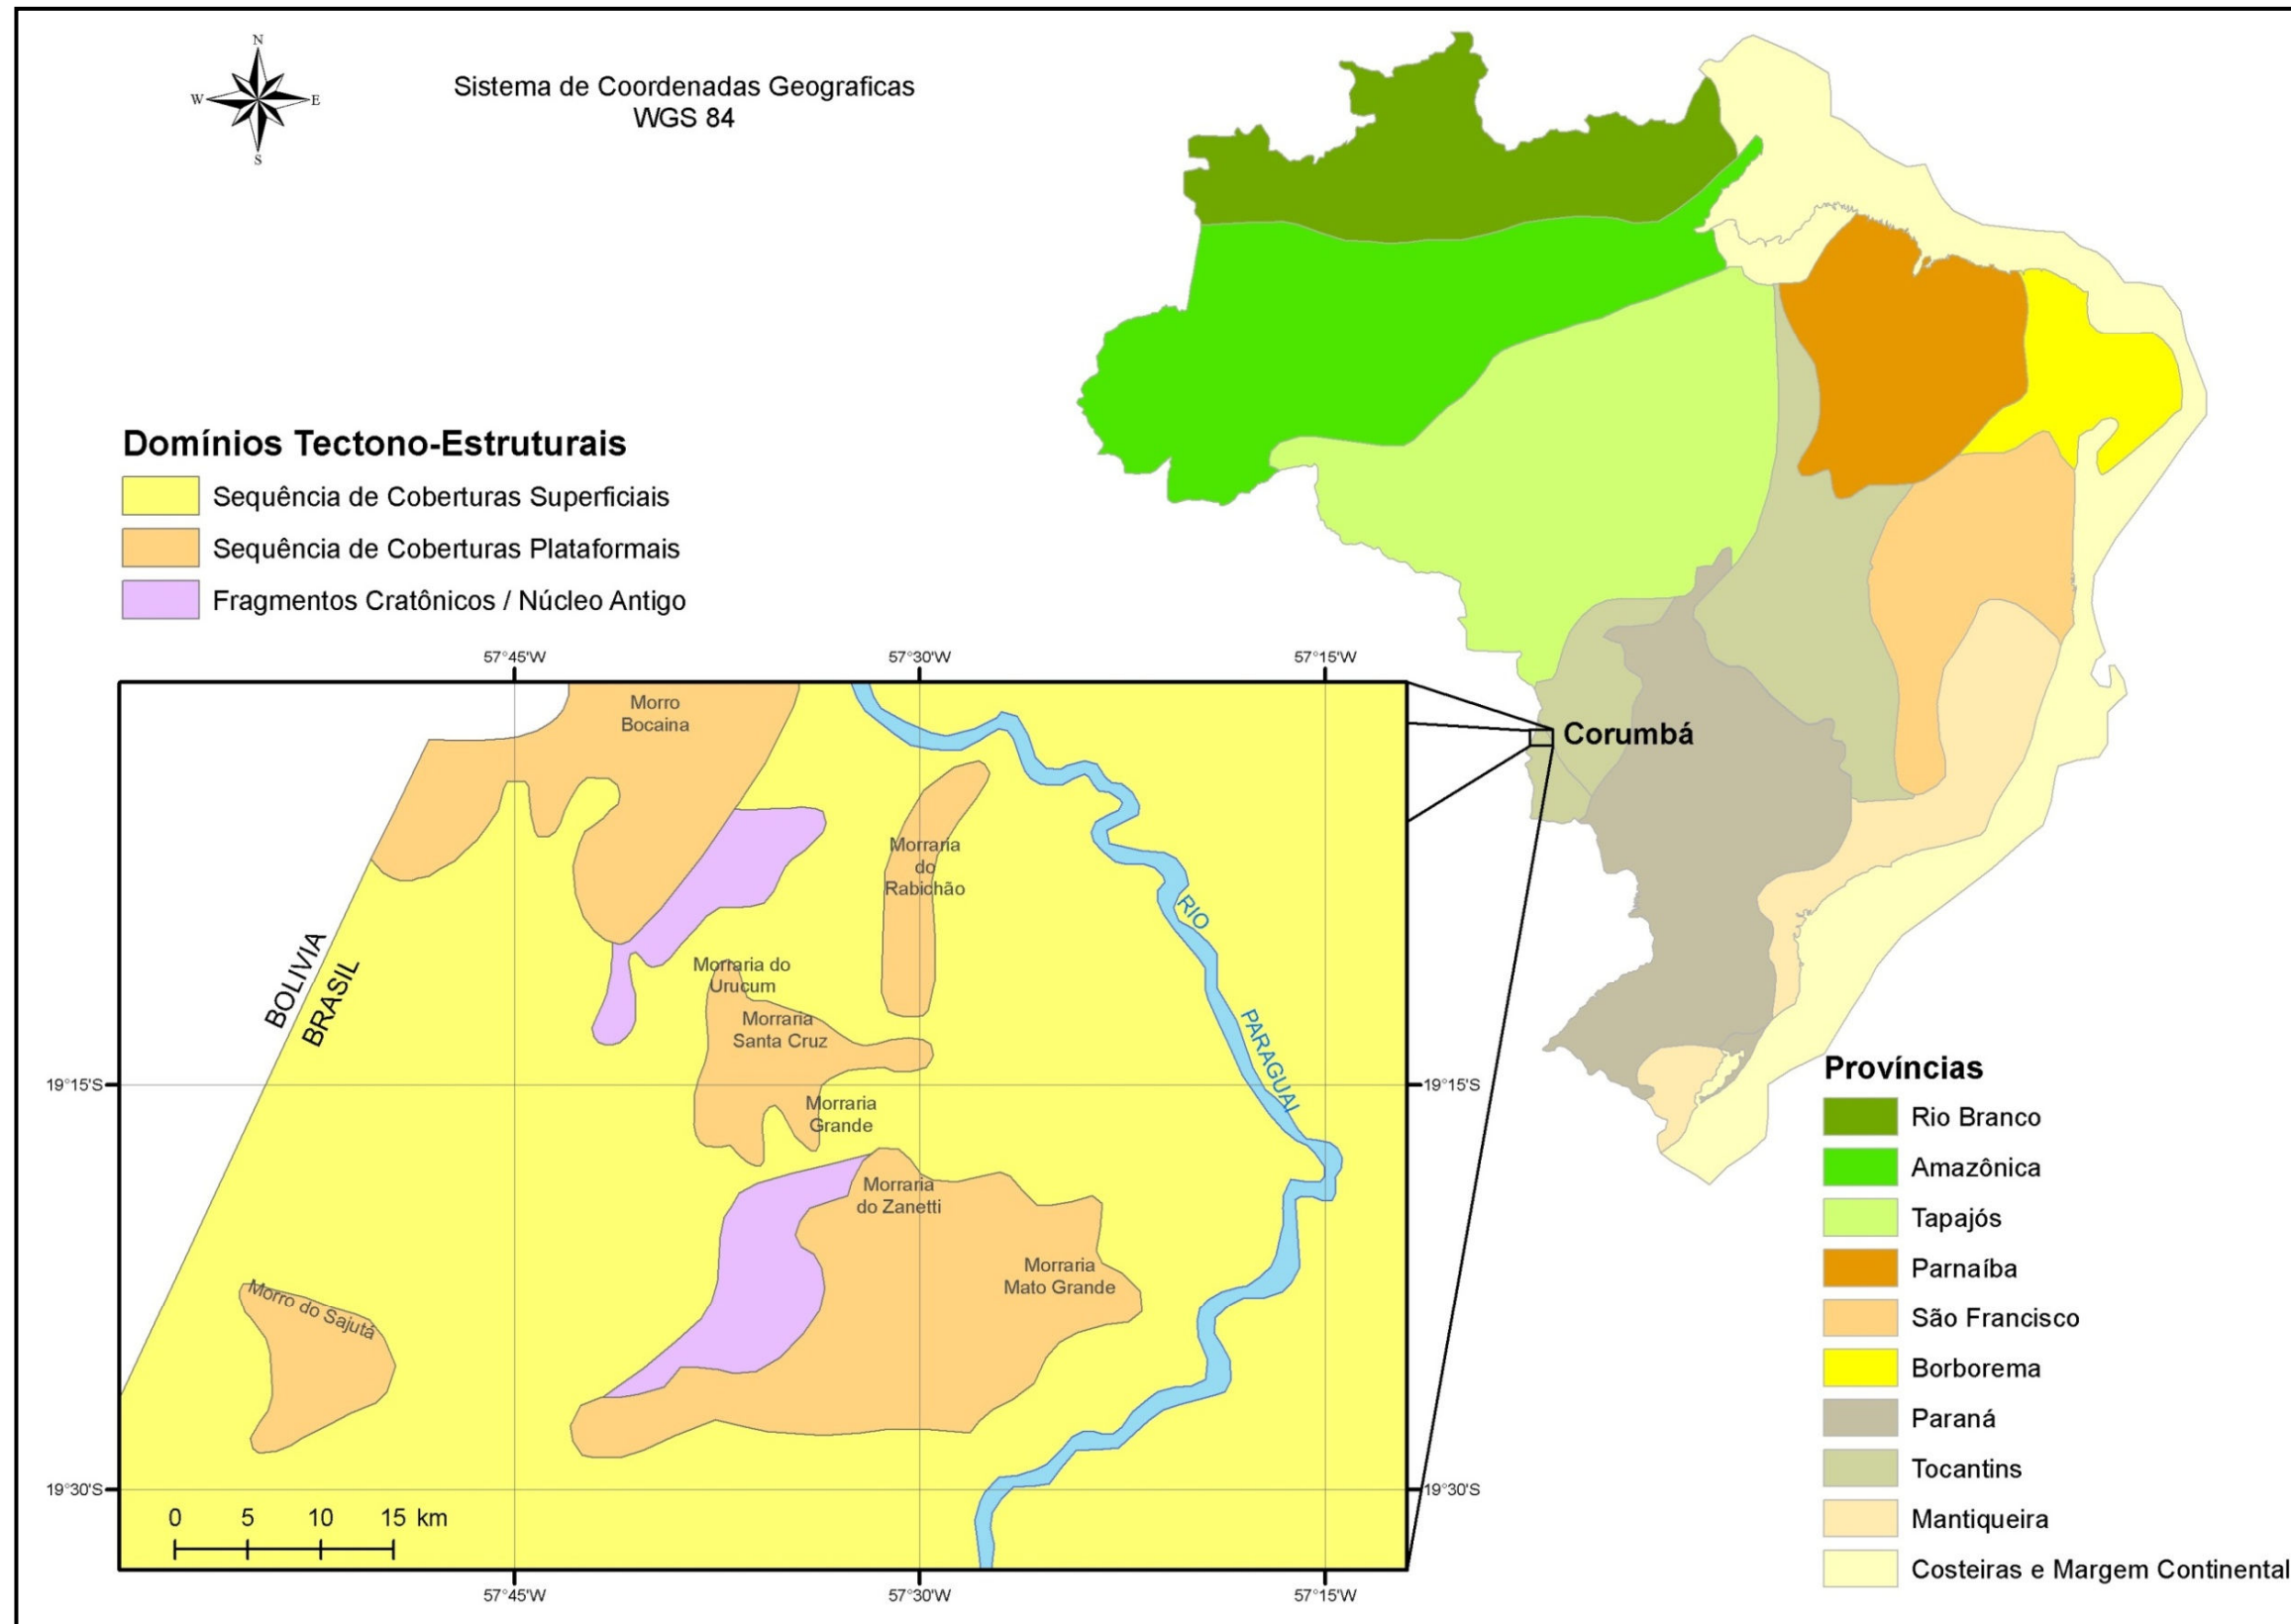 N
W
E
S
Sistema de Coordenadas Geograficas
WGS 84
Domínios Tectono-Estruturais
Sequência de Coberturas Superficiais
Sequência de Coberturas Plataformais
Fragmentos Cratônicos / Núcleo Antigo
57°45'W
57°30'W
57°15'W
Morro
Bocaina
Morraria
do
Rabichão
RIO
PARAGUAI
BOLIVIA
BRASIL
Morraria do
Urucum
Morraria
Santa Cruz
19°15'S
19°15'S
Morraria
Grande
Morraria
do Zanetti
Morraria
Mato Grande
Morro do Sajutá
19°30'S
19°30'S
0 5 10 15 km
57°45'W
57°30'W
57°15'W
Corumbá
Províncias
Rio Branco
Amazônica
Tapajós
Parnaíba
São Francisco
Borborema
Paraná
Tocantins
Mantiqueira
Costeiras e Margem Continental